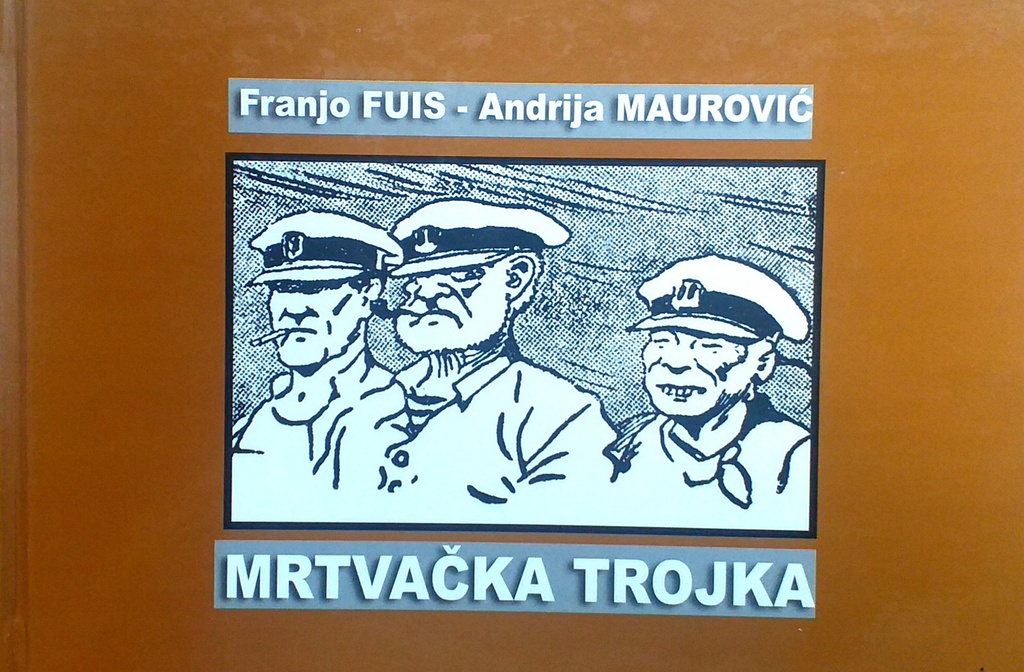 Franjo FUIS - Andrija MAUROVIĆ
MRTVAČKA TROJKA